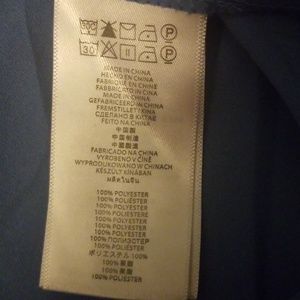 30
MADE IN CHINA
HECHO EN CHINA
FABRIQUÉ EN CHINE
FABBRICATO IN CINA
MADE IN CHINA
GEFABRICEERD IN CHINA
FREMSTILLET I KINA
СДЕЛАНО В КИТАЕ
FEITO NA CHINA
中国製
中国制造
中國製造
FABRICADO NA CHINA
VYROBENO V ČÍNĚ
WYPRODUKOWANO W CHINACH
KÉSZÜLT KÍNÁBAN
ผลิตในจีน
100% POLYESTER
100% POLIÉSTER
100% POLYESTER
100% POLIESTERE
100% POLYESTER
100% POLYESTER
100% POLYESTER
100% ПОЛИЭСТЕР
100% POLIÉSTER
ポリエステル 100%
100% 聚酯
100% 聚酯
100% POLIÉSTER